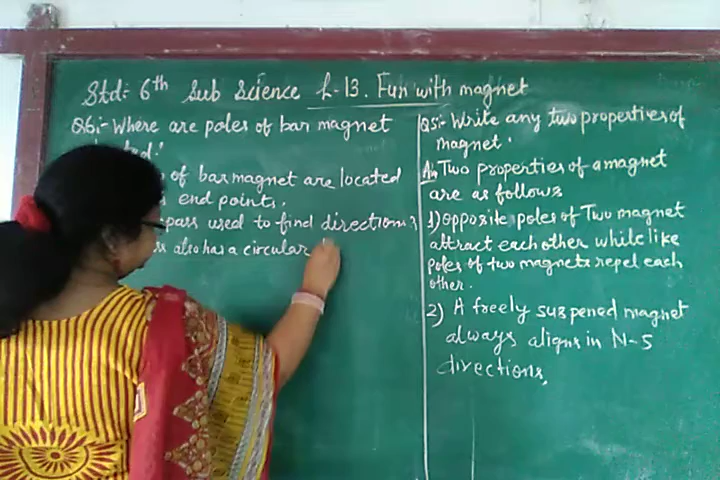 Std: 6th Sub Science L-13. Fun with magnet
Q6:- Where are poles of bar magnet
of bar magnet are located
end points.
used to find directions
also has a circular
Q5:- Write any two properties of
magnet.
A: Two properties of a magnet
are as follows
1) opposite poles of Two magnet
attract each other while like
poles of two magnets repel each
other.
2) A freely suspened magnet
always aligns in N-S
directions,